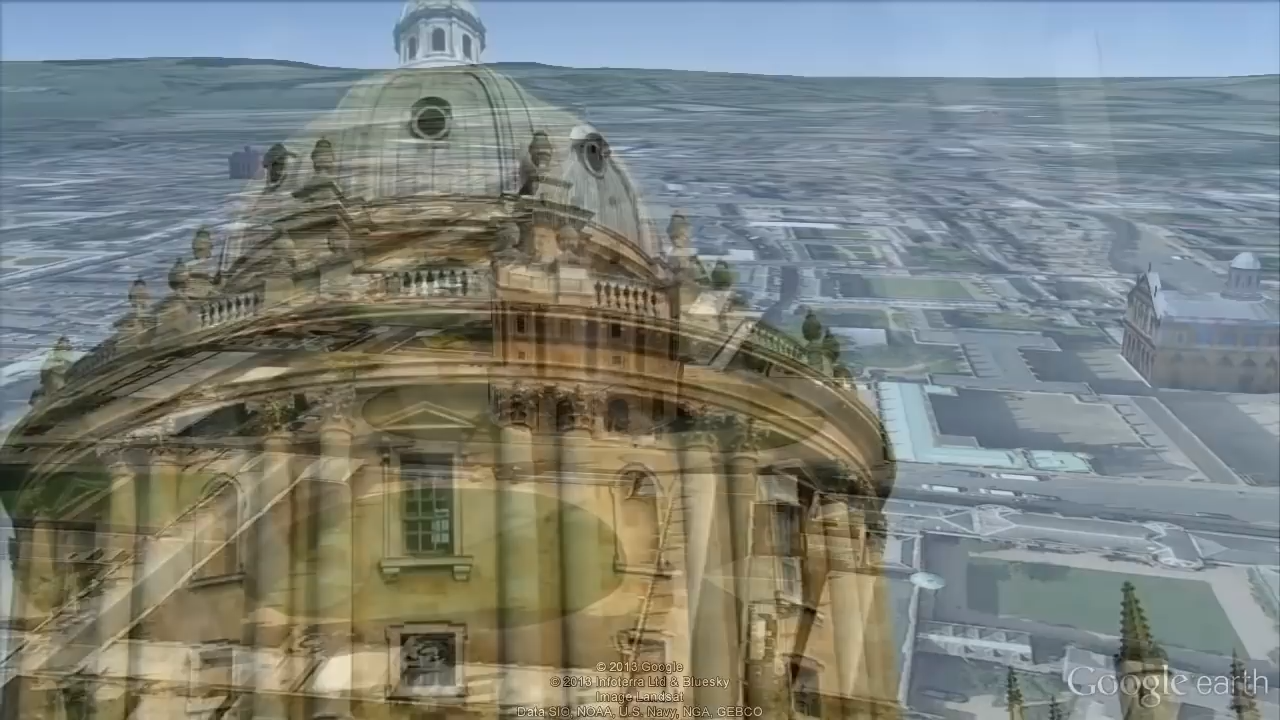 © 2013 Google
© 2013 Infoterra Ltd & Bluesky
Image Landsat
Data SIO, NOAA, U.S. Navy, NGA, GEBCO
Google earth